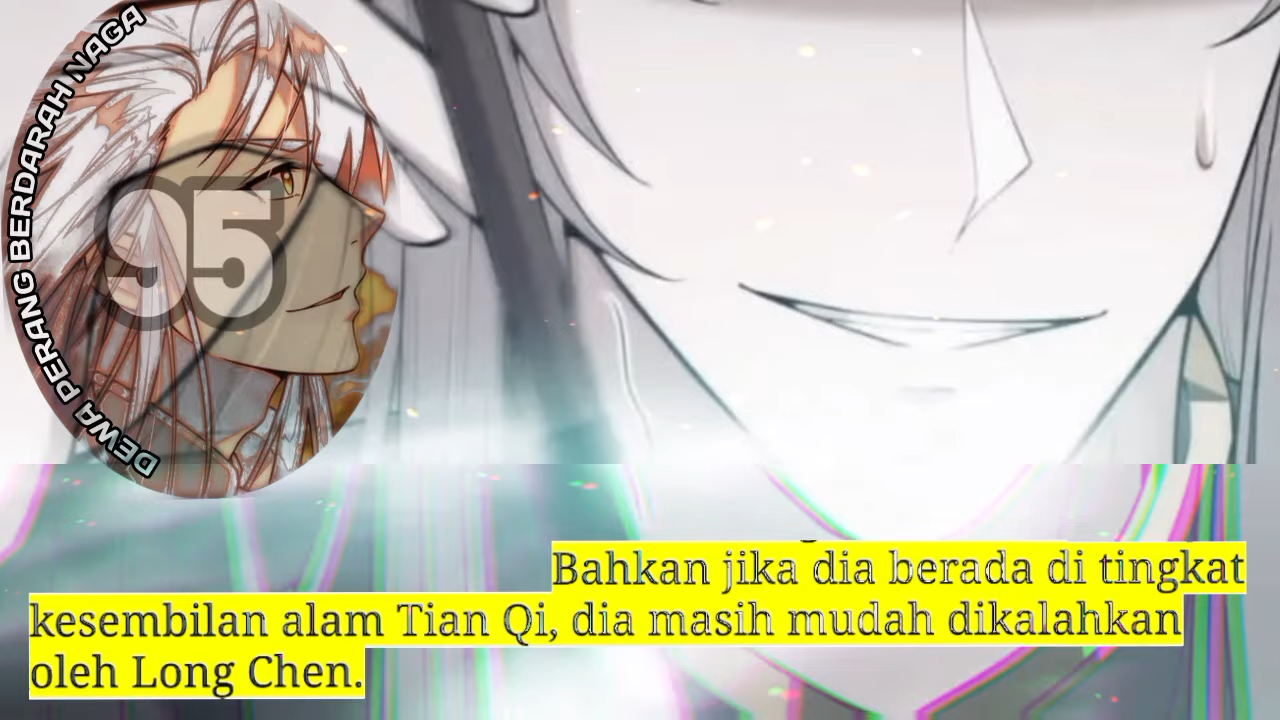 DEWA PERANG BERDARAH NAGA
95
Bahkan jika dia berada di tingkat
kesembilan alam Tian Qi, dia masih mudah dikalahkan
oleh Long Chen.